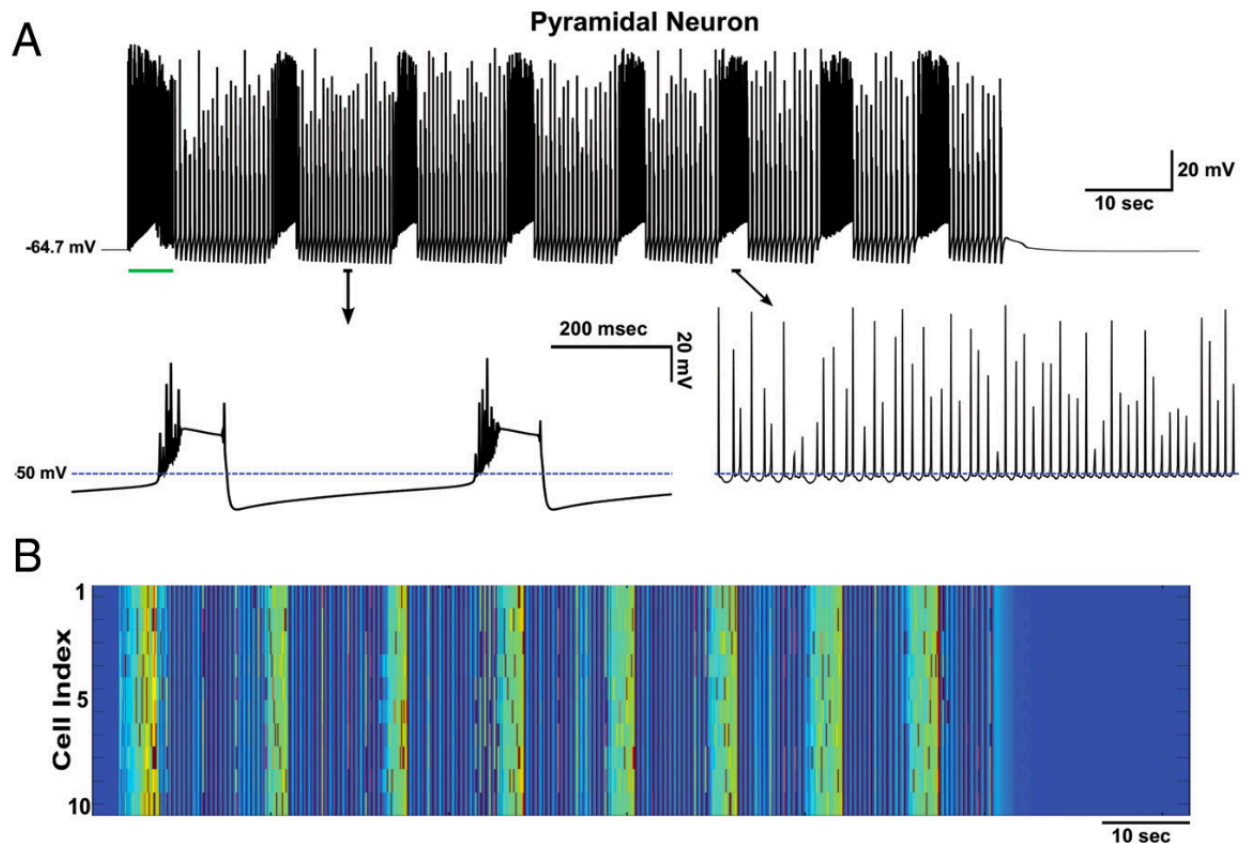 Pyramidal Neuron
A
20 mV
10 sec
-64.7 mV
200 msec
20 mV
-50 mV
B
1
5
10
Cell Index
10 sec